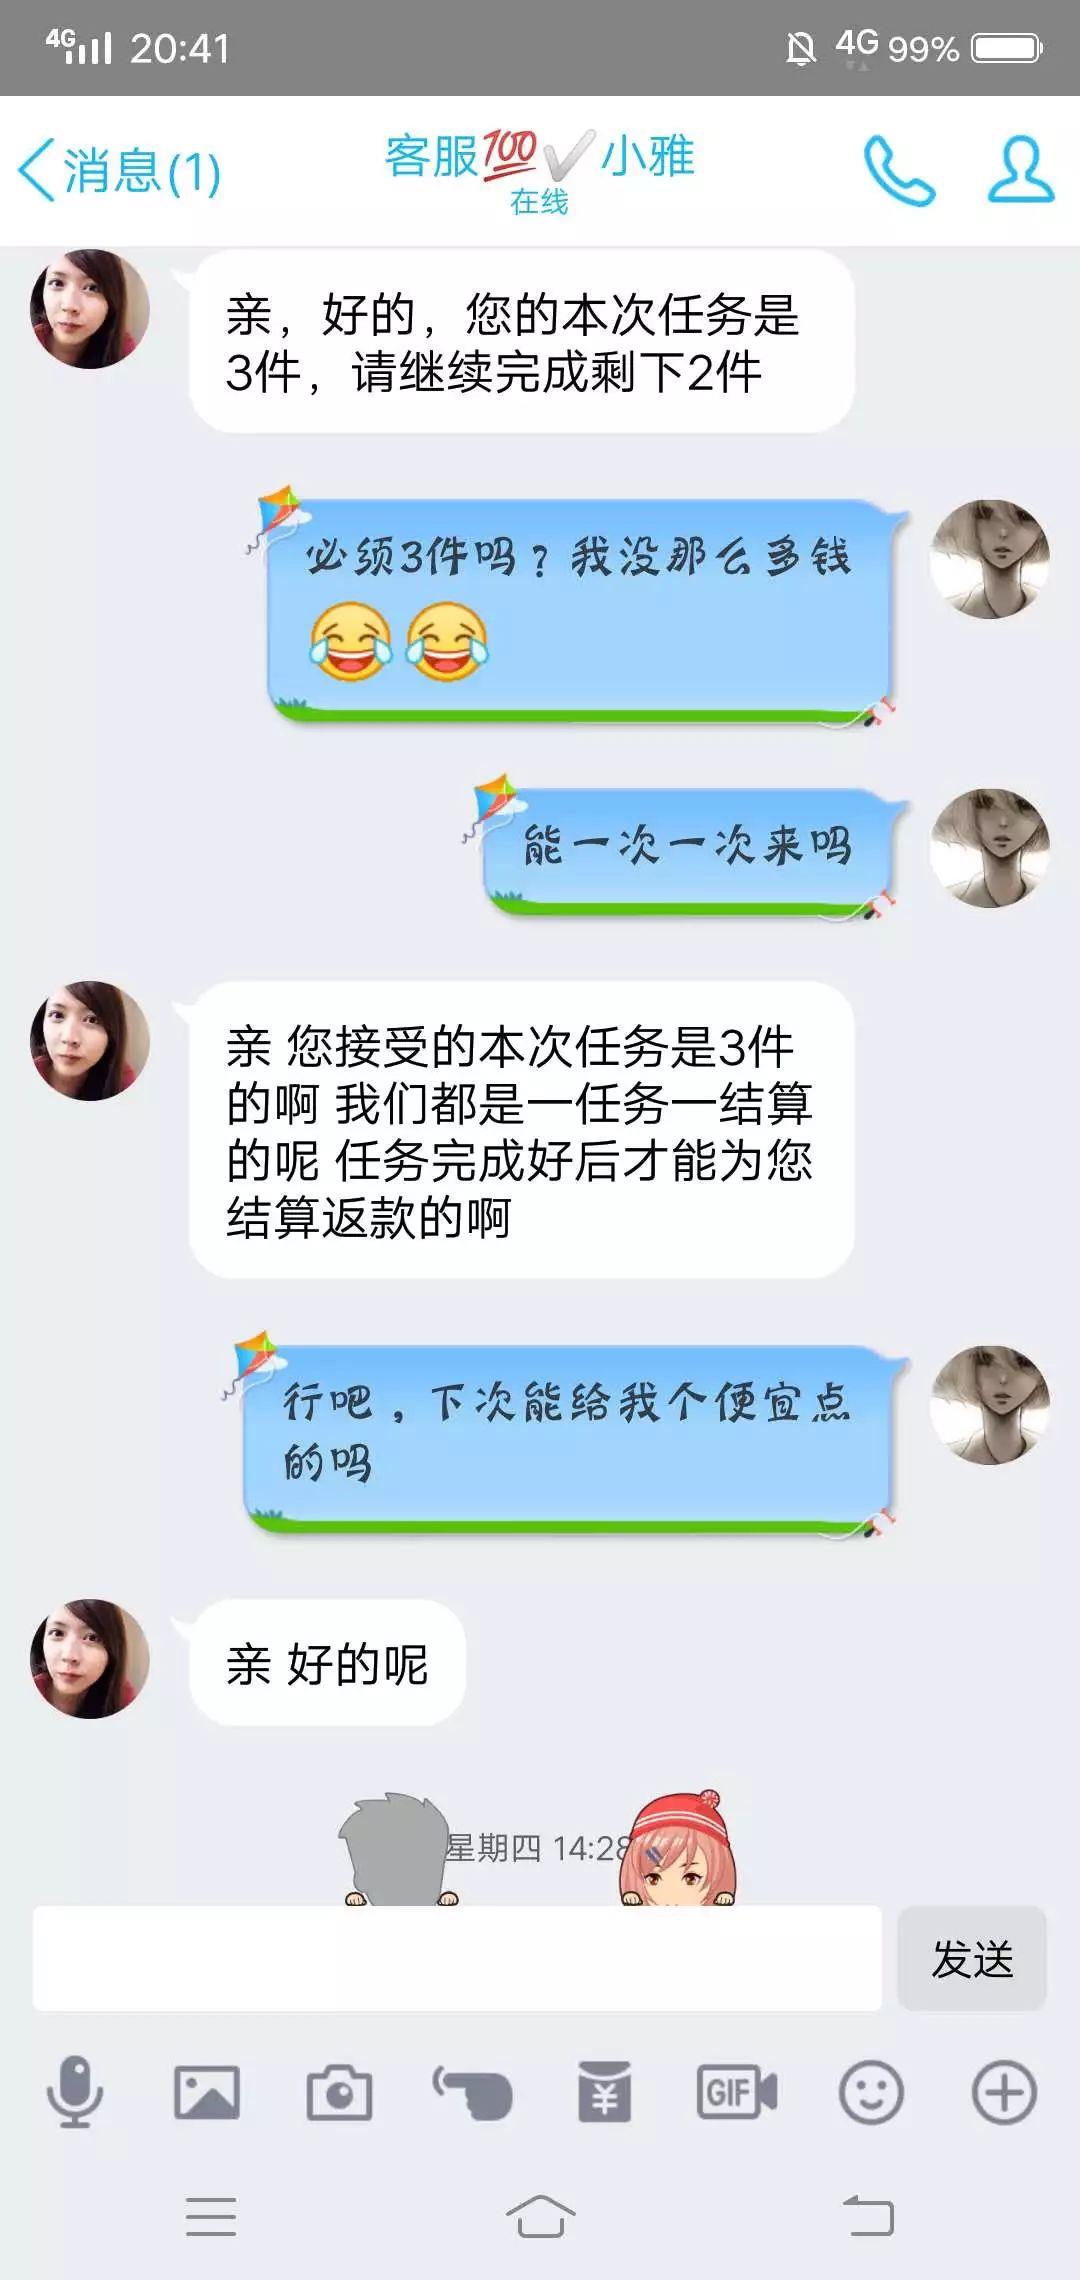 4G 20:41 4G 99%
消息(1)
客服💯✔小雅
在线
亲，好的，您的本次任务是
3件，请继续完成剩下2件
必须3件吗？我没那么多钱
😂😂
能一次一次来吗
亲 您接受的本次任务是3件
的啊 我们都是一任务一结算
的呢 任务完成好后才能为您
结算返款的啊
行吧，下次能给我个便宜点
的吗
亲 好的呢
星期四 14:28
发送
GIF